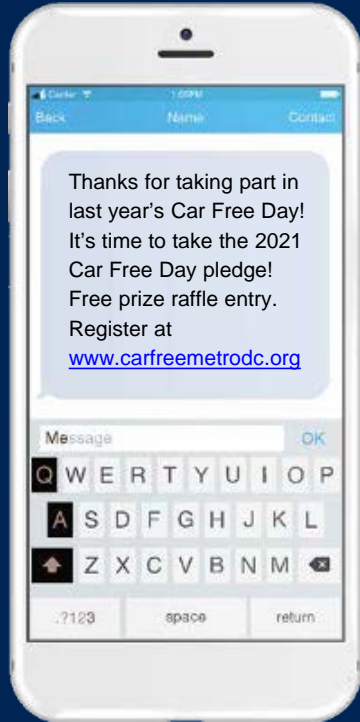 Carrier 1:05PM
Back Name Contact
Thanks for taking part in
last year's Car Free Day!
It's time to take the 2021
Car Free Day pledge!
Free prize raffle entry.
Register at
www.carfreemetrodc.org
Message OK
Q W E R T Y U I O P
A S D F G H J K L
Z X C V B N M
.?123 space return